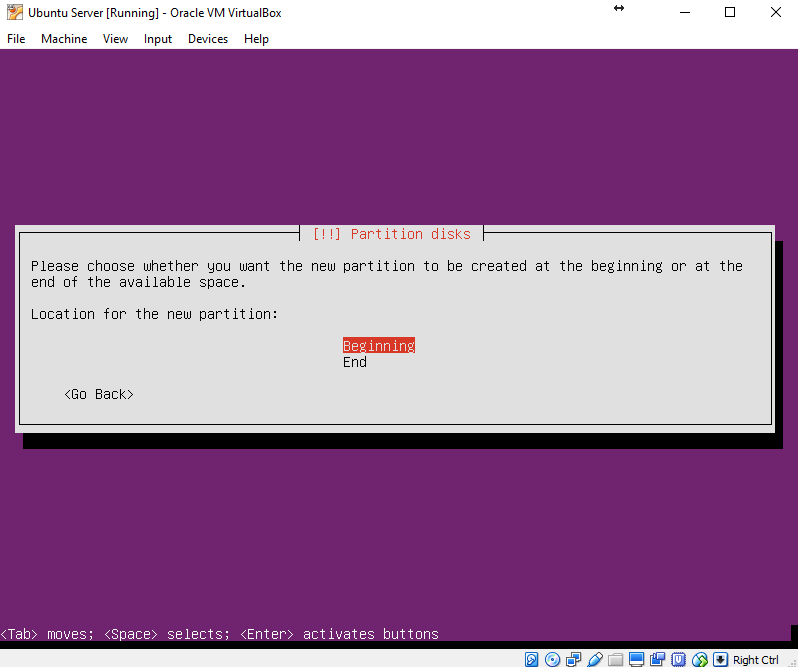 Ubuntu Server [Running] - Oracle VM VirtualBox
File Machine View Input Devices Help
[!!] Partition disks
Please choose whether you want the new partition to be created at the beginning or at the
end of the available space.
Location for the new partition:
Beginning
End
<Go Back>
<Tab> moves; <Space> selects; <Enter> activates buttons
Right Ctrl